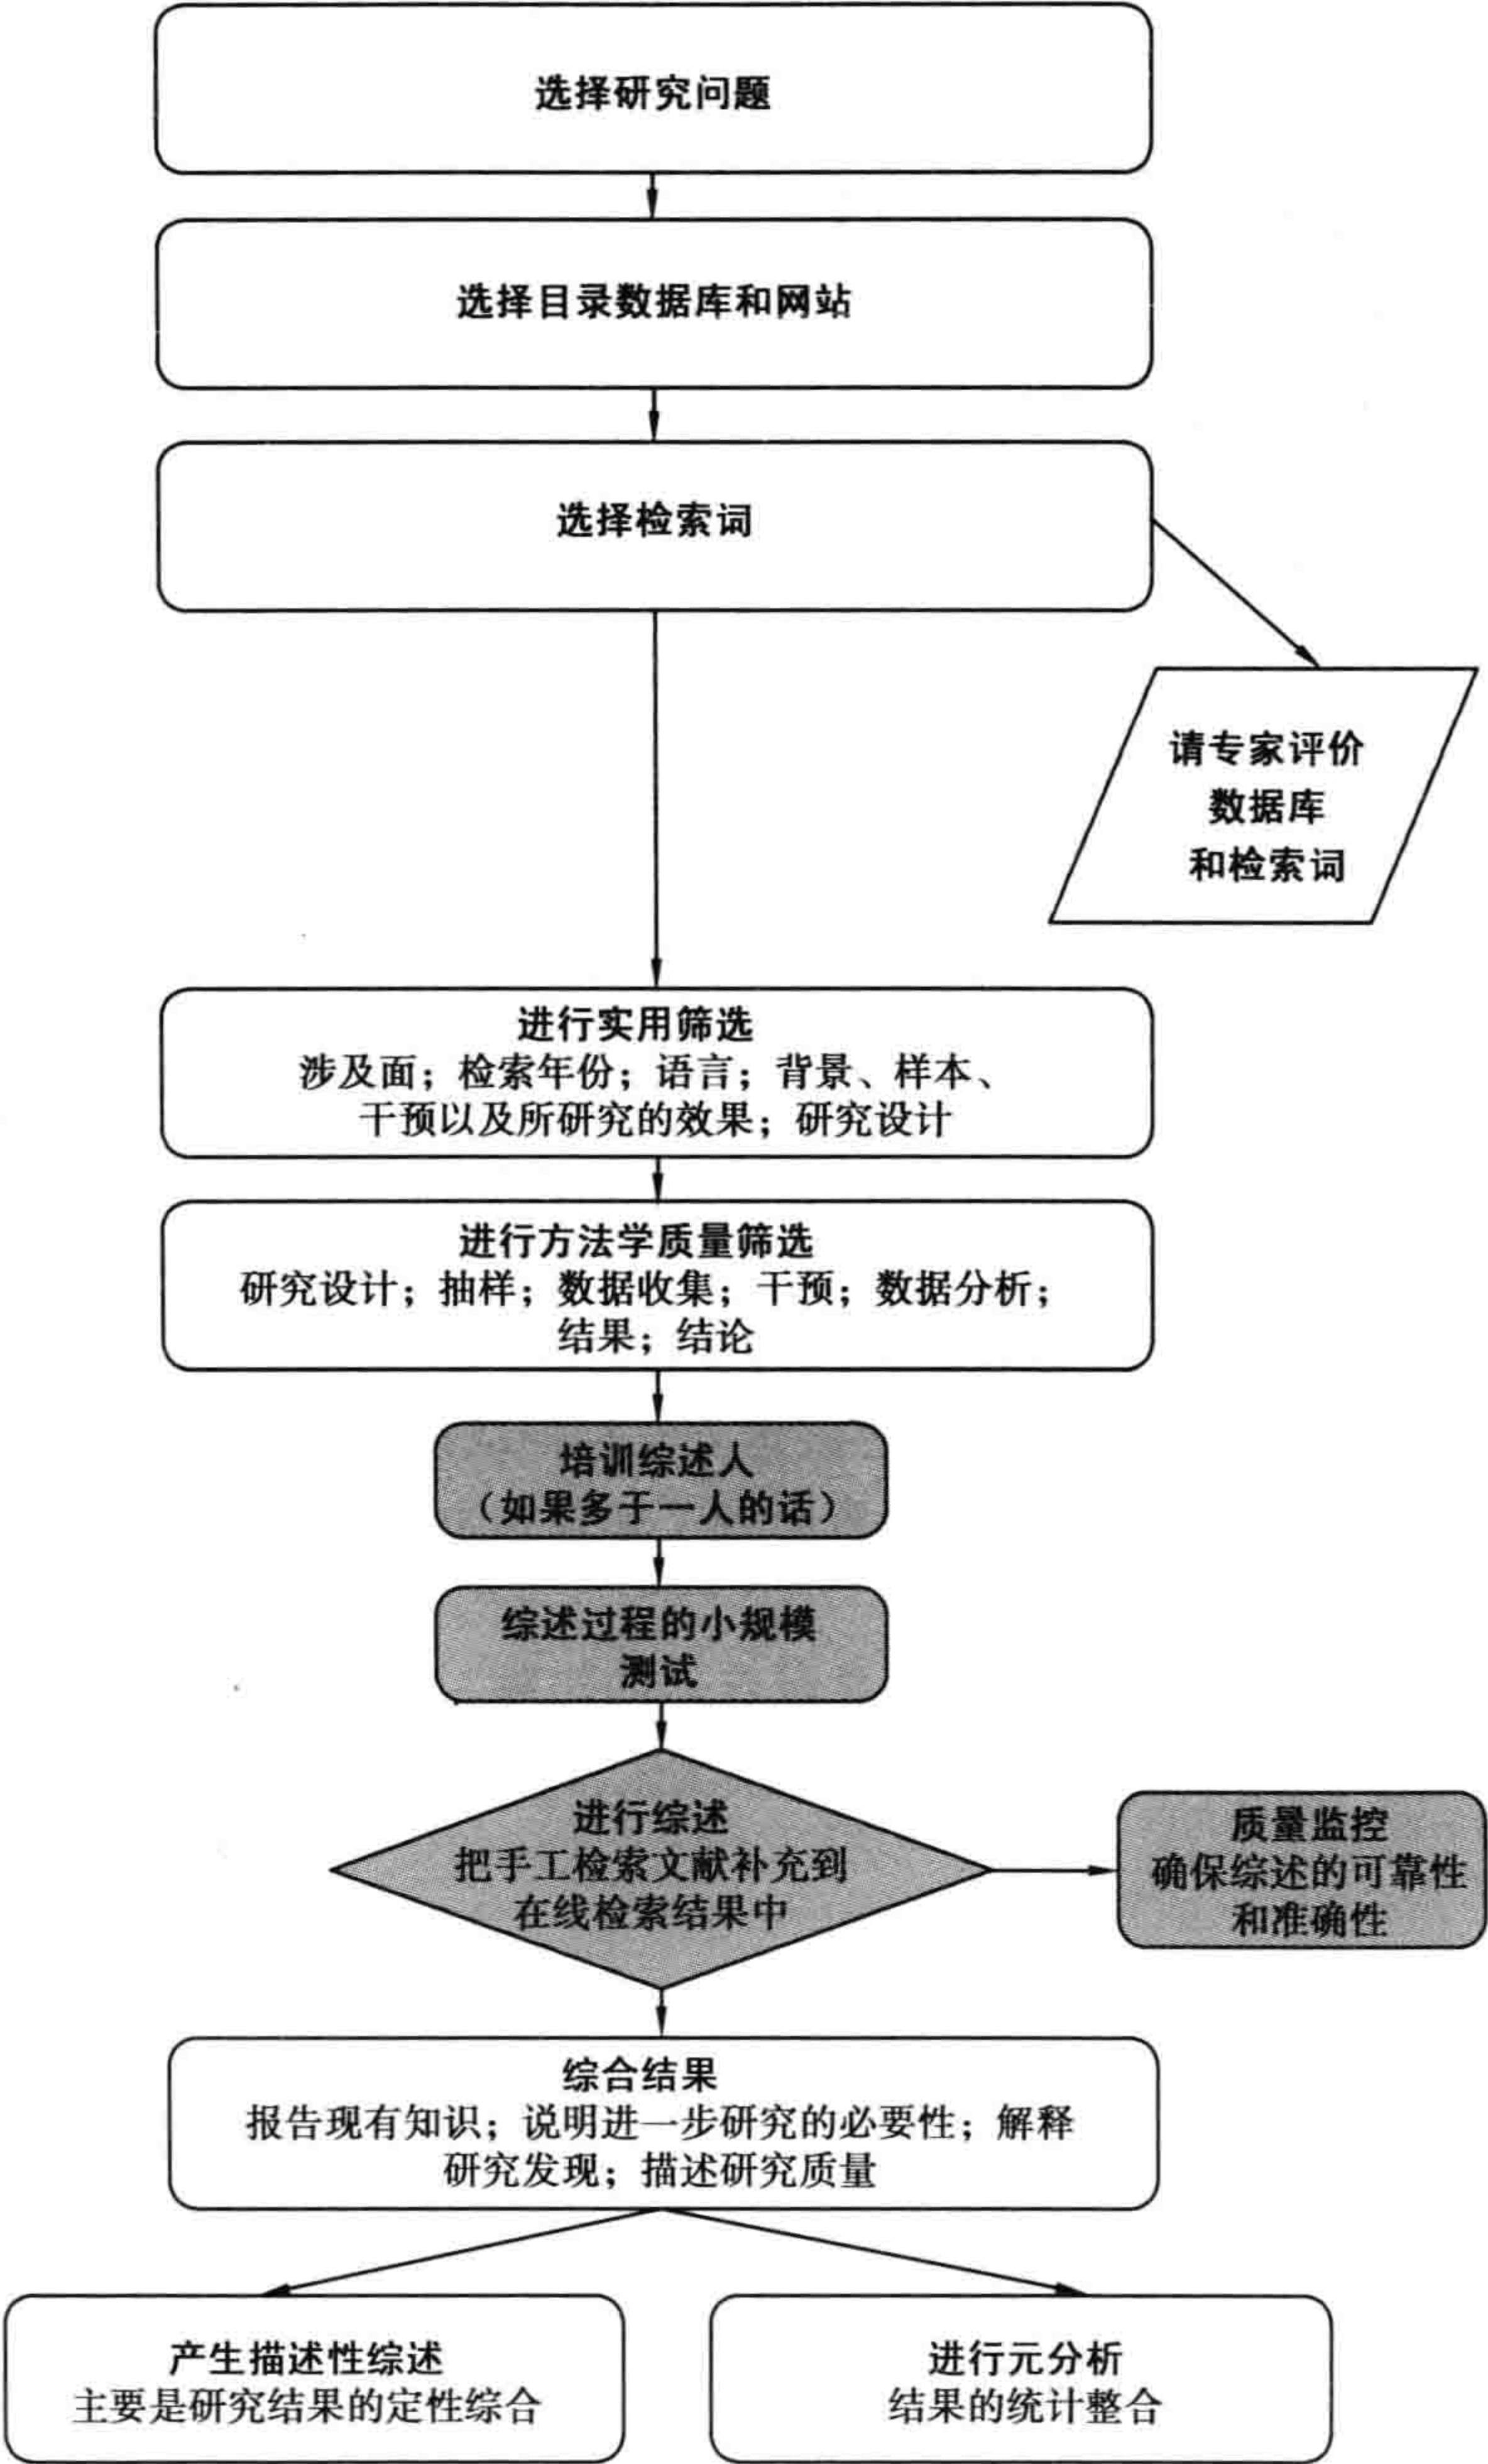 选择研究问题
选择目录数据库和网站
选择检索词
请专家评价
数据库
和检索词
进行实用筛选
涉及面；检索年份；语言；背景、样本、
干预以及所研究的效果；研究设计
进行方法学质量筛选
研究设计；抽样；数据收集；干预；数据分析；
结果；结论
培训综述人
（如果多于一人的话）
综述过程的小规模
测试
进行综述
把手工检索文献补充到
在线检索结果中
质量监控
确保综述的可靠性
和准确性
综合结果
报告现有知识；说明进一步研究的必要性；解释
研究发现；描述研究质量
产生描述性综述
主要是研究结果的定性综合
进行元分析
结果的统计整合